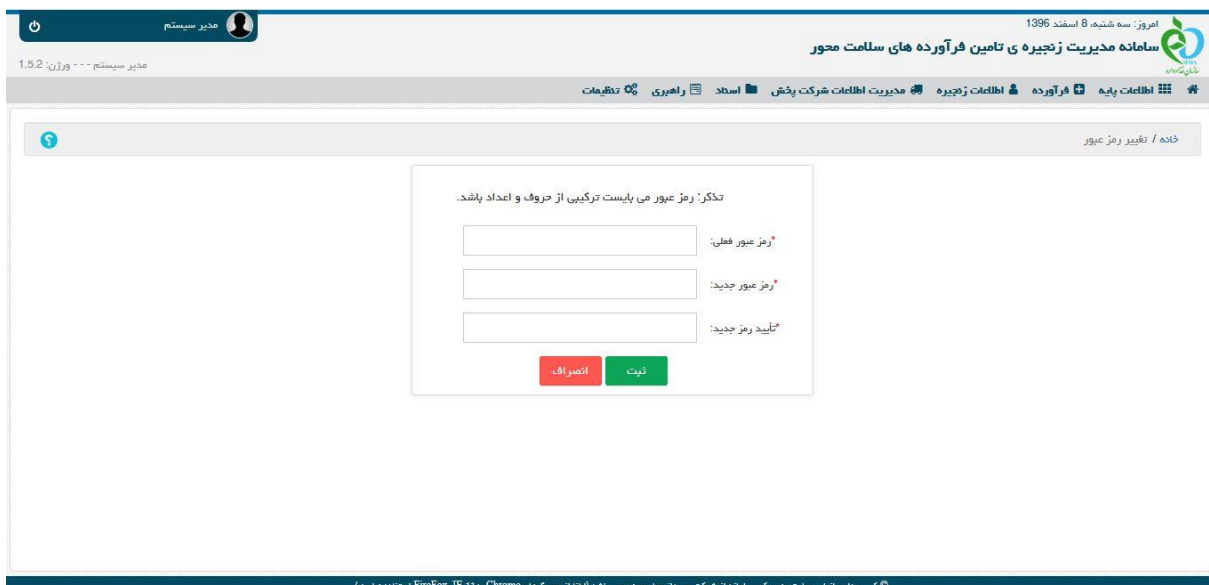 امروز: سه شنبه، 8 اسفند 1396
مدیر سیستم
سامانه مدیریت زنجیره ی تامین فرآورده های سلامت محور
مدیر سیستم - - - ورژن: 1.5.2
اطلاعات پایه فرآورده اطلاعات زنجیره مدیریت اطلاعات شرکت پخش اسناد راهبری تنظیمات
خانه / تغییر رمز عبور
تذکر: رمز عبور می بایست ترکیبی از حروف و اعداد باشد.
*رمز عبور فعلی:
*رمز عبور جدید:
*تأیید رمز جدید:
ثبت انصراف